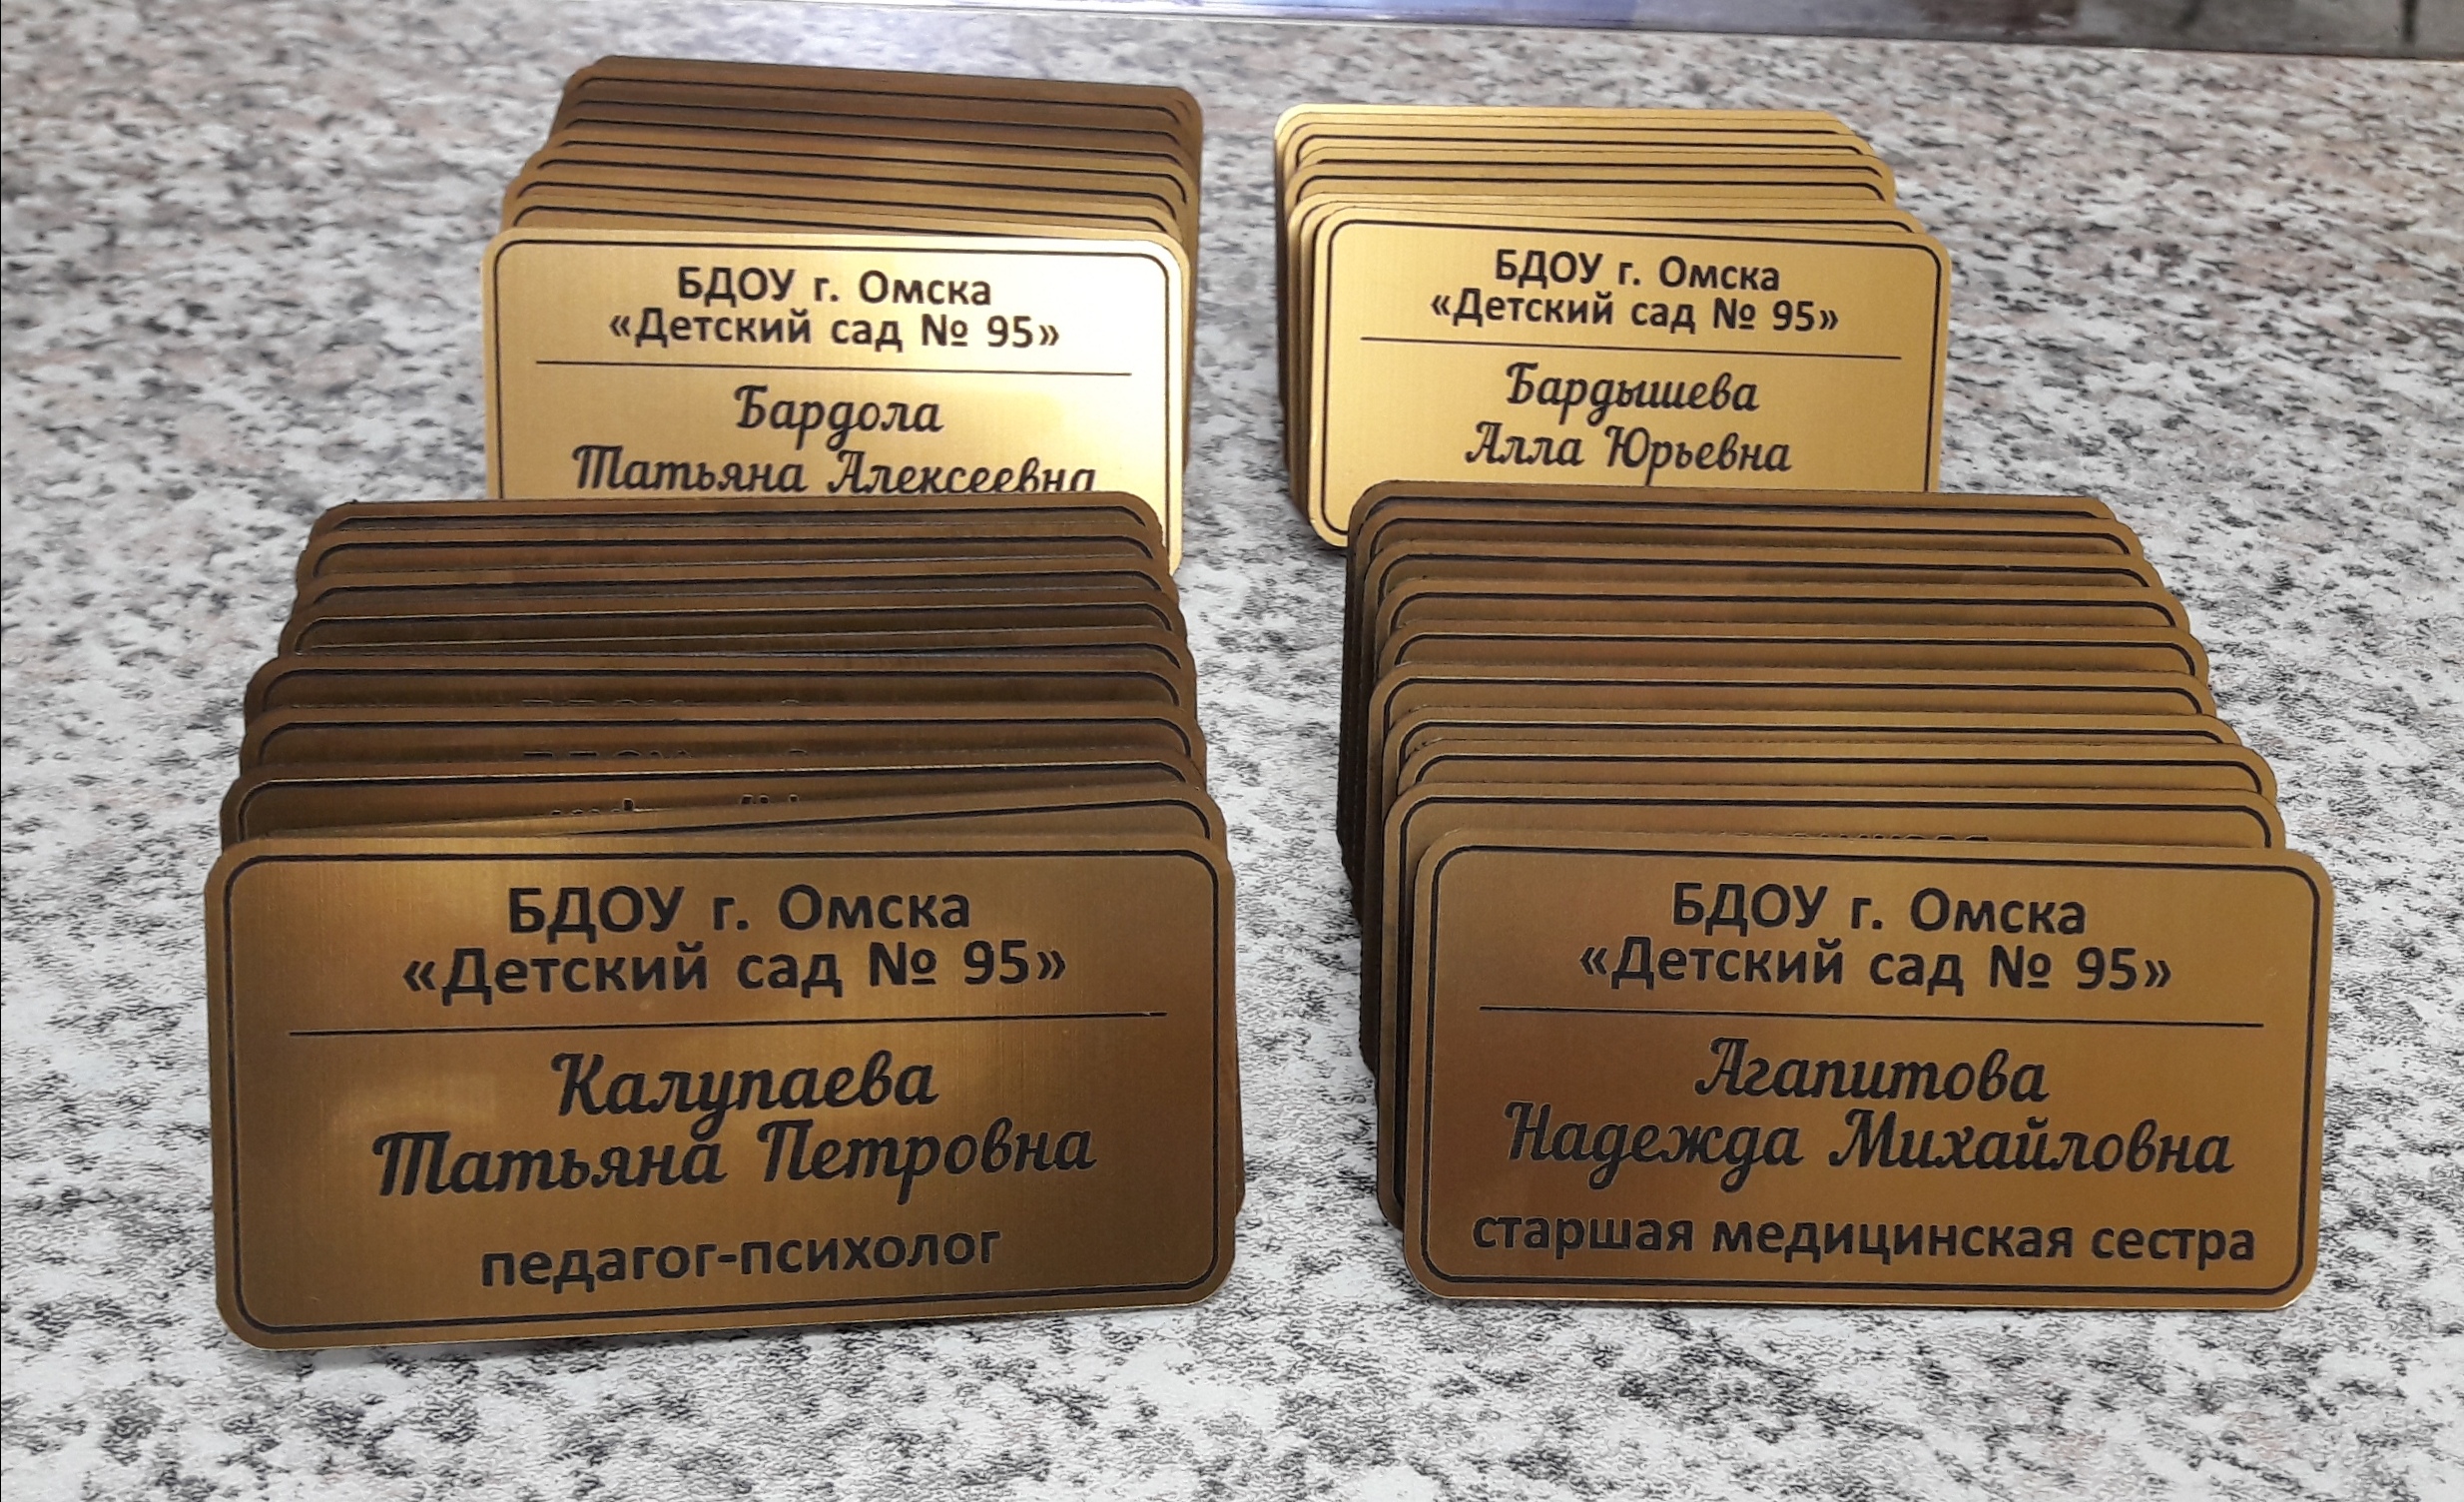 БДОУ г. Омска
«Детский сад № 95»
Бардола
Татьяна Алексеевна
БДОУ г. Омска
«Детский сад № 95»
Бардышева
Алла Юрьевна
БДОУ г. Омска
«Детский сад № 95»
Калупаева
Татьяна Петровна
педагог-психолог
БДОУ г. Омска
«Детский сад № 95»
Агапитова
Надежда Михайловна
старшая медицинская сестра